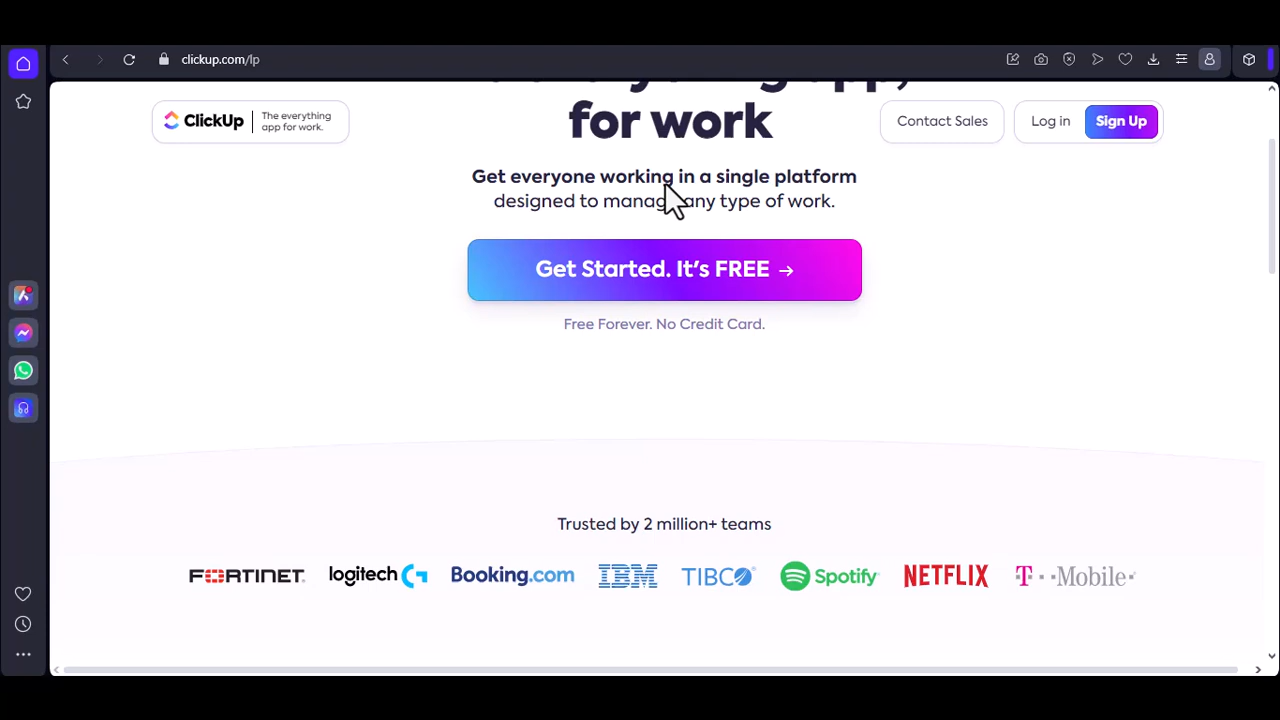 clickup.com/lp
ClickUp
The everything
app for work.
for work
Contact Sales
Log in
Sign Up
Get everyone working in a single platform
designed to manage any type of work.
Get Started. It's FREE →
Free Forever. No Credit Card.
Trusted by 2 million+ teams
FORTINET
logitech G
Booking.com
IBM
TIBCO
Spotify
NETFLIX
T Mobile